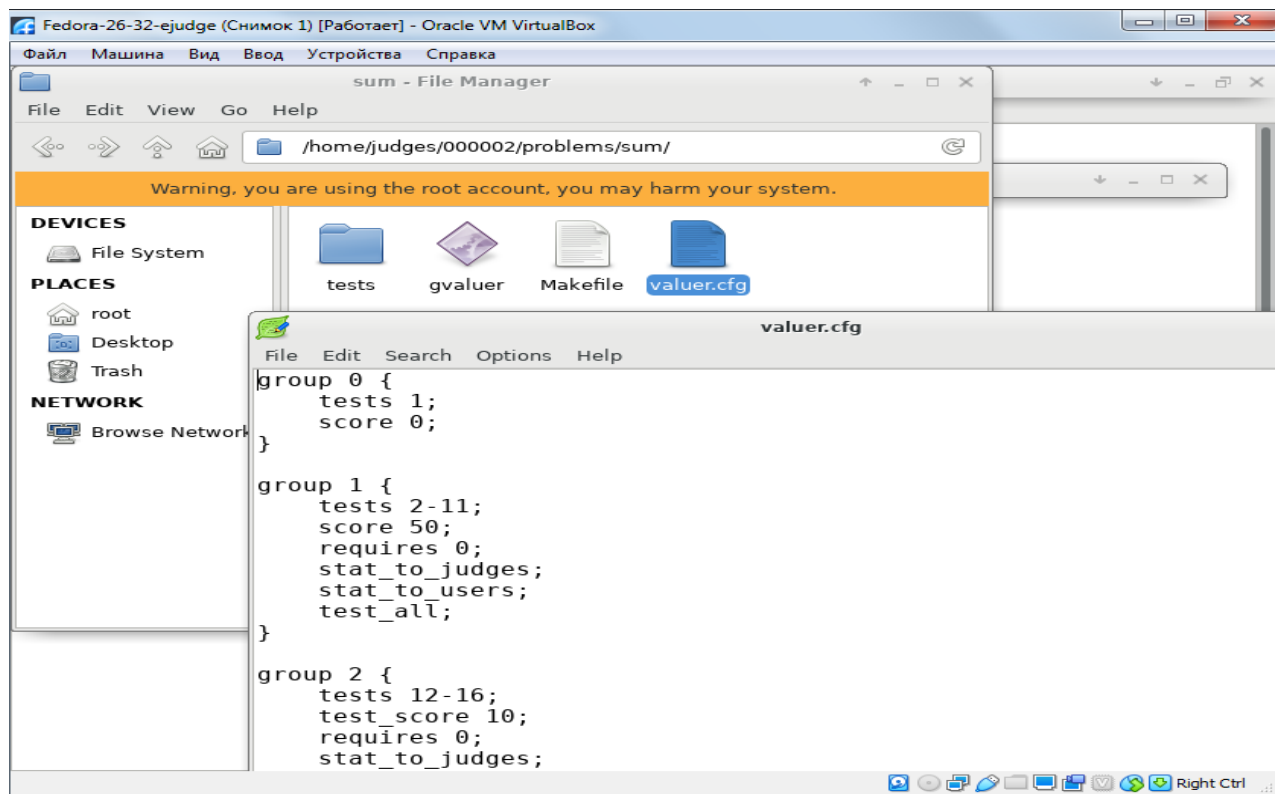 Fedora-26-32-ejudge (Снимок 1) [Работает] - Oracle VM VirtualBox
Файл Машина Вид Ввод Устройства Справка
sum - File Manager
File Edit View Go Help
/home/judges/000002/problems/sum/
Warning, you are using the root account, you may harm your system.
DEVICES
File System
PLACES
root
Desktop
Trash
NETWORK
Browse Network
tests gvaluer Makefile valuer.cfg
valuer.cfg
File Edit Search Options Help
group 0 {
tests 1;
score 0;
}
group 1 {
tests 2-11;
score 50;
requires 0;
stat_to_judges;
stat_to_users;
test_all;
}
group 2 {
tests 12-16;
test_score 10;
requires 0;
stat_to_judges;
Right Ctrl